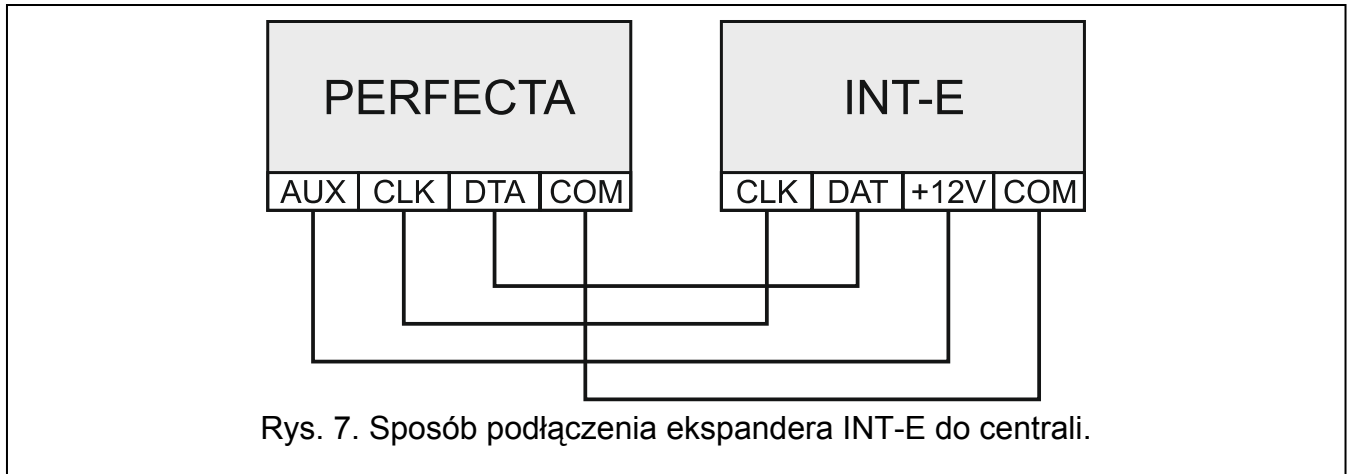 PERFECTA INT-E
AUX CLK DTA COM CLK DAT +12V COM
Rys. 7. Sposób podłączenia ekspandera INT-E do centrali.